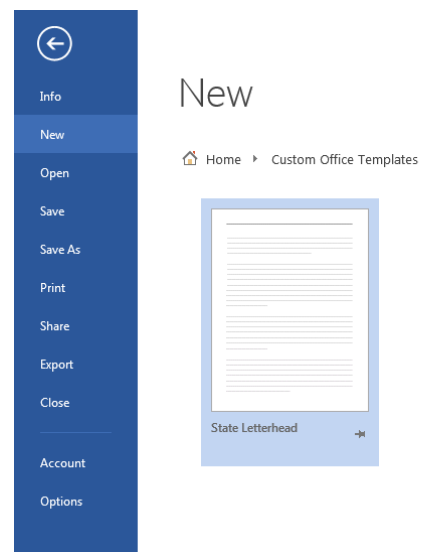 Info
New
Open
Save
Save As
Print
Share
Export
Close
Account
Options
New
Home Custom Office Templates
State Letterhead